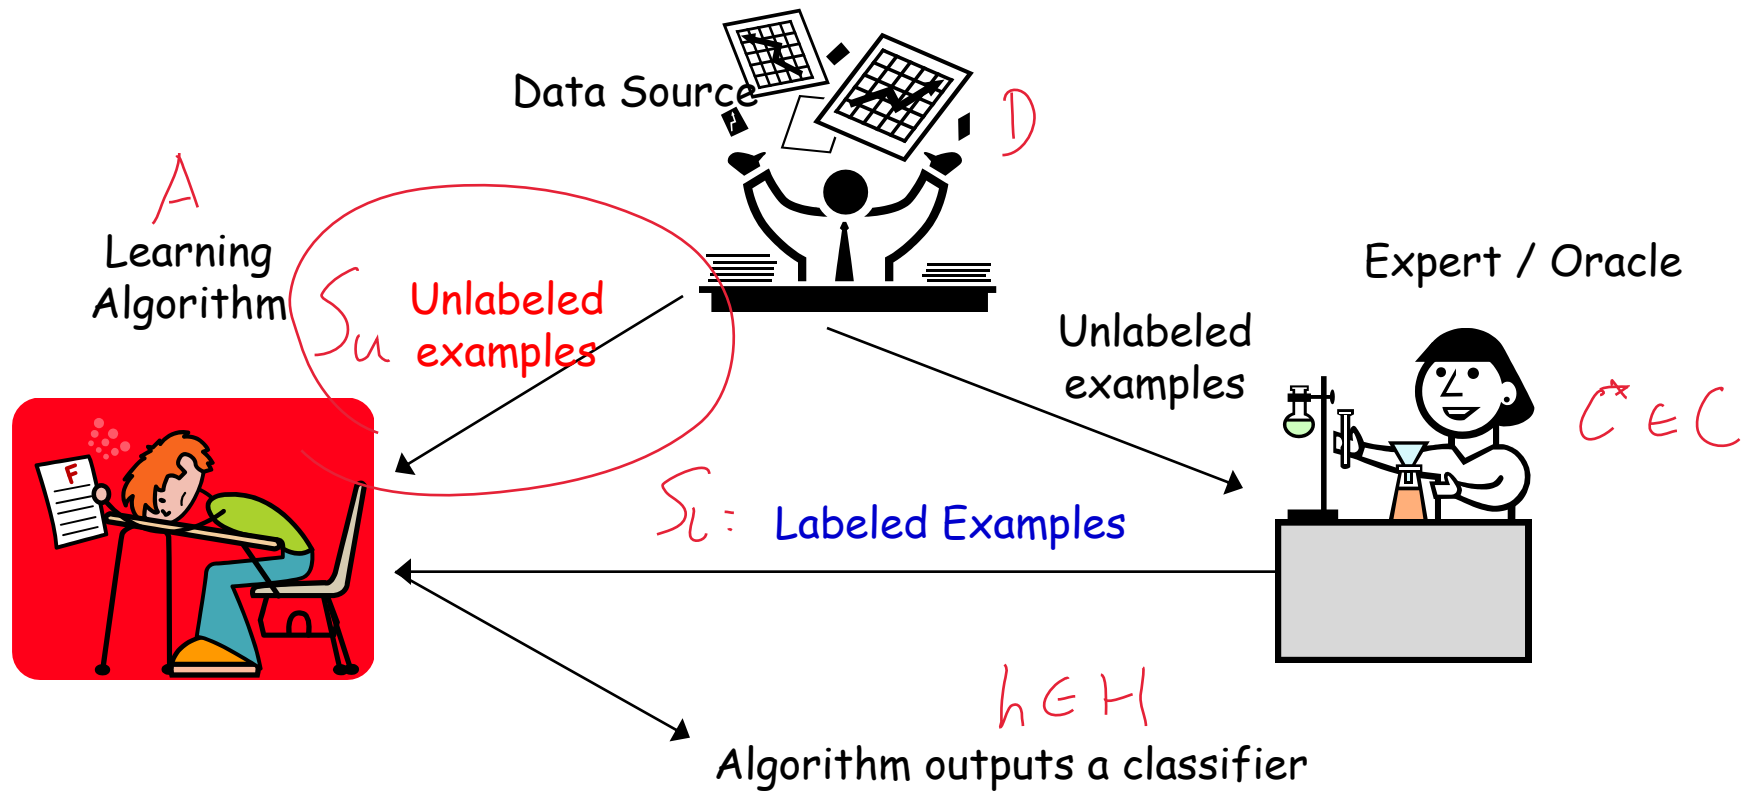 Data Source
D
A
Learning
Algorithm
Su
Unlabeled
examples
Expert / Oracle
Unlabeled
examples
C* ∈ C
F
SL :
Labeled Examples
h ∈ H
Algorithm outputs a classifier